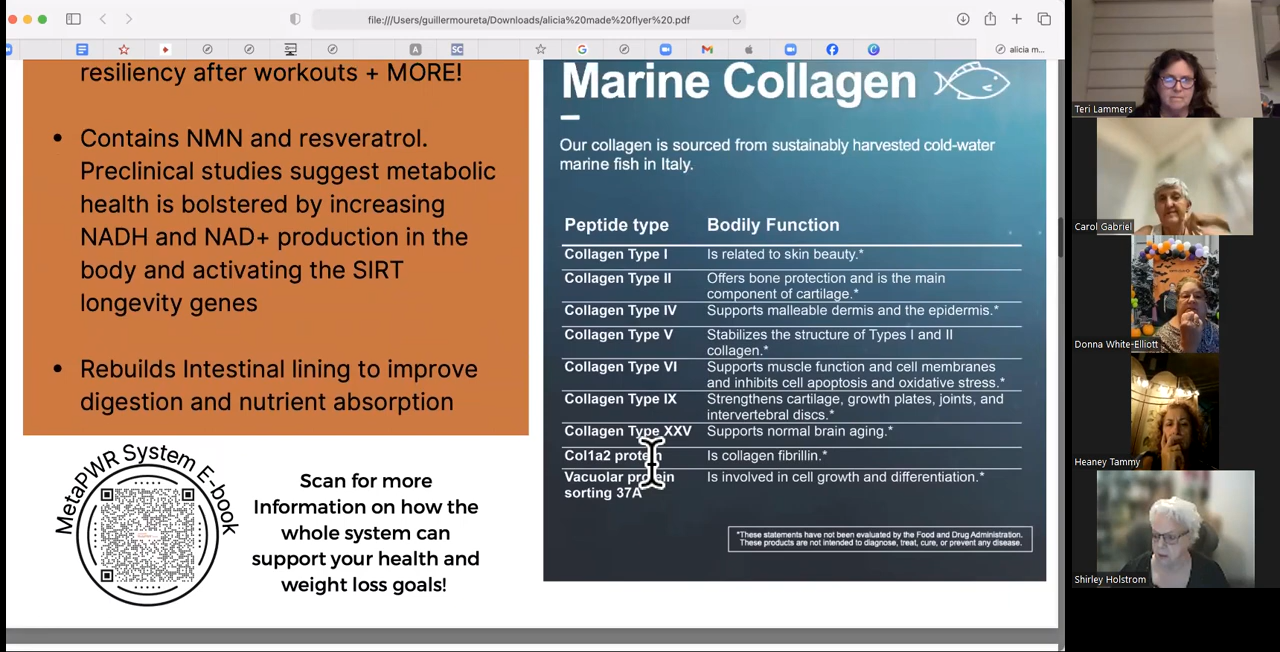 file:///Users/guillermoureta/Downloads/alicia%20made%20flyer%20.pdf
A
SC
G
alicia m...
resiliency after workouts + MORE!
• Contains NMN and resveratrol.
Preclinical studies suggest metabolic
health is bolstered by increasing
NADH and NAD+ production in the
body and activating the SIRT
longevity genes
• Rebuilds Intestinal lining to improve
digestion and nutrient absorption
MetaPWR System E-book
Scan for more
Information on how the
whole system can
support your health and
weight loss goals!
Marine Collagen
Our collagen is sourced from sustainably harvested cold-water
marine fish in Italy.
Peptide type Bodily Function
Collagen Type I Is related to skin beauty.*
Collagen Type II Offers bone protection and is the main
component of cartilage.*
Collagen Type IV Supports malleable dermis and the epidermis.*
Collagen Type V Stabilizes the structure of Types I and II
collagen.*
Collagen Type VI Supports muscle function and cell membranes
and inhibits cell apoptosis and oxidative stress.*
Collagen Type IX Strengthens cartilage, growth plates, joints, and
intervertebral discs.*
Collagen Type XXV Supports normal brain aging.*
Col1a2 protein Is collagen fibrillin.*
Vacuolar protein Is involved in cell growth and differentiation.*
sorting 37A
*These statements have not been evaluated by the Food and Drug Administration.
These products are not intended to diagnose, treat, cure, or prevent any disease.
Teri Lammers
Carol Gabriel
Donna White-Elliott
Heaney Tammy
Shirley Holstrom